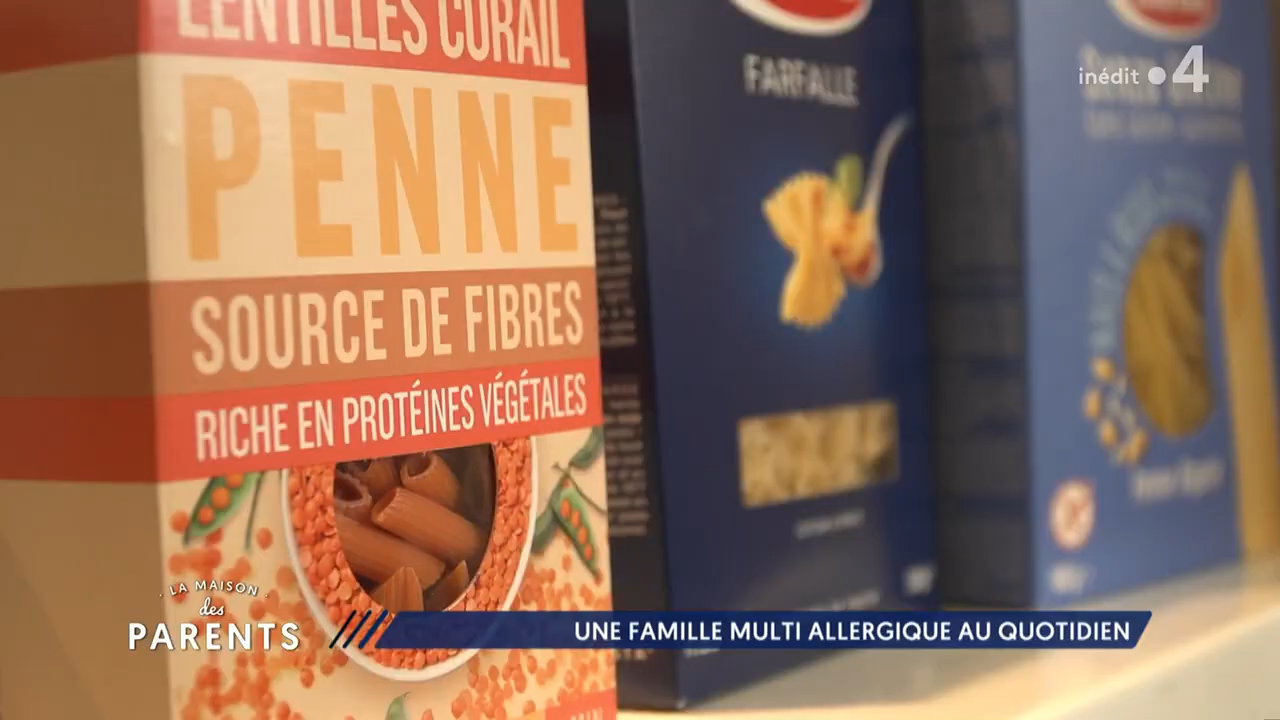 LENTILLES CORAIL
PENNE
SOURCE DE FIBRES
RICHE EN PROTÉINES VÉGÉTALES
FARFALLE
inédit 4
LA MAISON
des
PARENTS
UNE FAMILLE MULTI ALLERGIQUE AU QUOTIDIEN